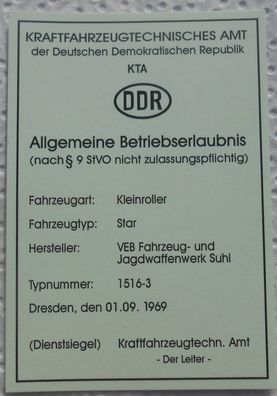 KRAFTFAHRZEUGTECHNISCHES AMT
der Deutschen Demokratischen Republik
KTA
DDR
Allgemeine Betriebserlaubnis
(nach § 9 StVO nicht zulassungspflichtig)
Fahrzeugart: Kleinroller
Fahrzeugtyp: Star
Hersteller: VEB Fahrzeug- und
Jagdwaffenwerk Suhl
Typnummer: 1516-3
Dresden, den 01.09. 1969
(Dienstsiegel) Kraftfahrzeugtechn. Amt
- Der Leiter -